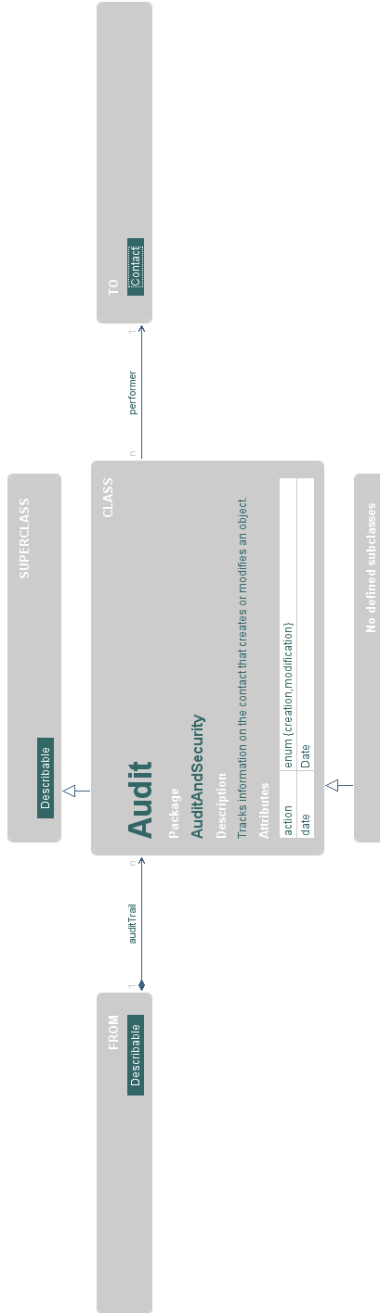 SUPERCLASS
Describable
FROM
Describable
1
auditTrail
n
CLASS
Audit
Package
AuditAndSecurity
Description
Tracks information on the contact that creates or modifies an object.
Attributes
action enum {creation,modification}
date Date
n
performer
1
TO
Contact
No defined subclasses